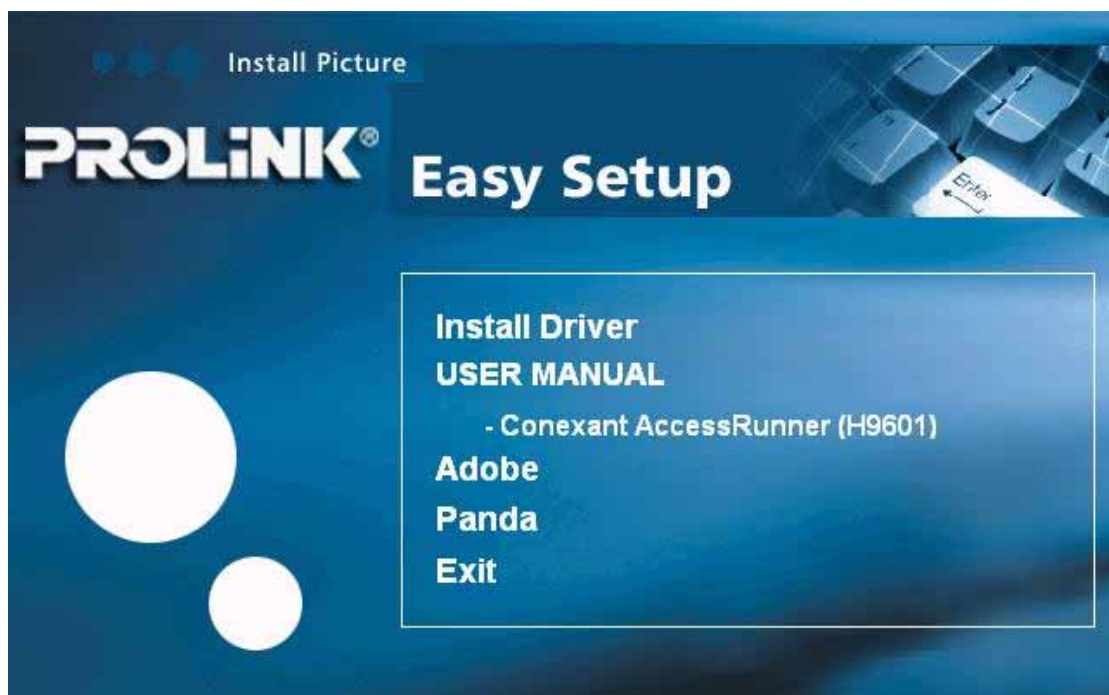 Install Picture
PROLiNK®
Easy Setup
Enter
Install Driver
USER MANUAL
- Conexant AccessRunner (H9601)
Adobe
Panda
Exit